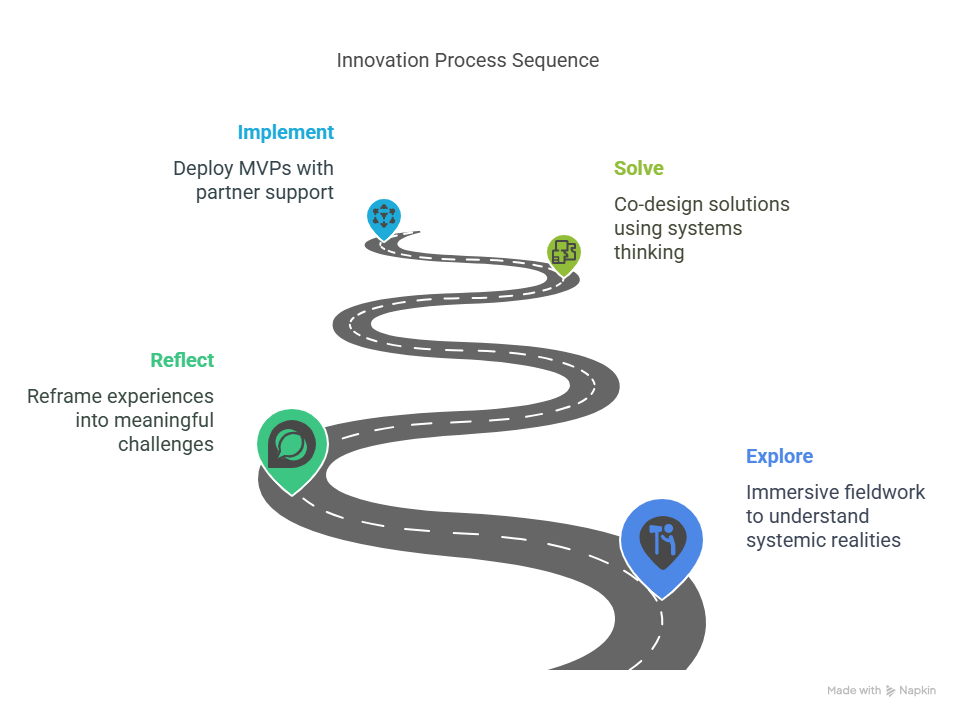 Innovation Process Sequence
Implement
Deploy MVPs with
partner support
Solve
Co-design solutions
using systems
thinking
Reflect
Reframe experiences
into meaningful
challenges
Explore
Immersive fieldwork
to understand
systemic realities
Made with Napkin